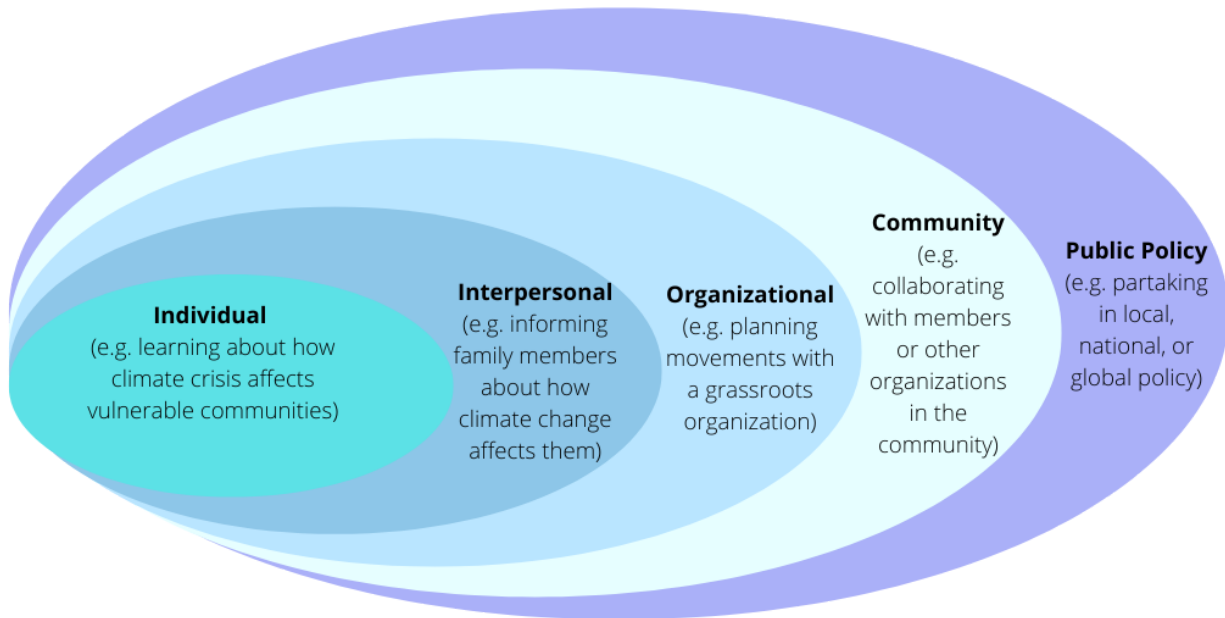 Individual
(e.g. learning about how
climate crisis affects
vulnerable communities)
Interpersonal
(e.g. informing
family members
about how
climate change
affects them)
Organizational
(e.g. planning
movements with
a grassroots
organization)
Community
(e.g.
collaborating
with members
or other
organizations
in the
community)
Public Policy
(e.g. partaking
in local,
national, or
global policy)